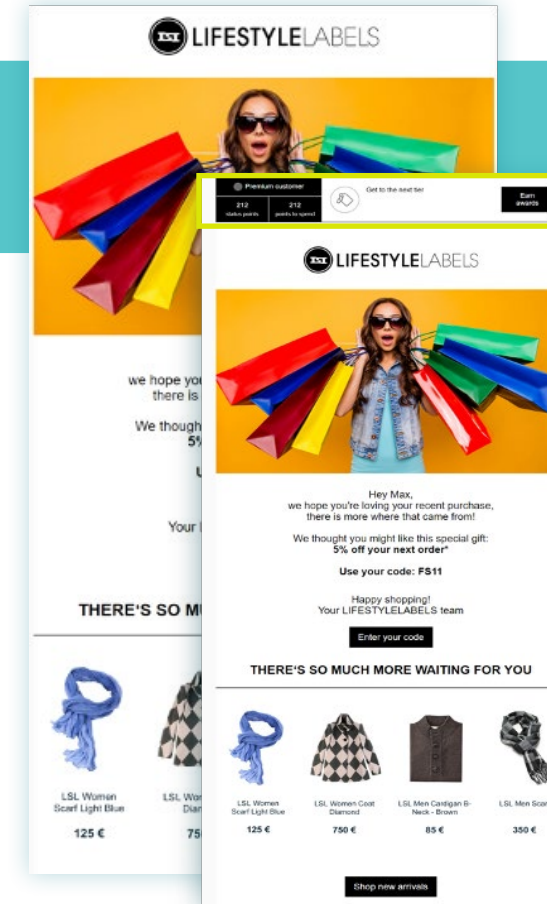 LSL LIFESTYLELABELS
we hope you
there is
We though
5%
U
Your
THERE'S SO MU
LSL Women
Scarf Light Blue
125 €
LSL Wom
Diam
75
Premium customer
212
status points
212
points to spend
Get to the next tier
Earn
awards
LSL LIFESTYLELABELS
Hey Max,
we hope you're loving your recent purchase,
there is more where that came from!
We thought you might like this special gift:
5% off your next order*
Use your code: FS11
Happy shopping!
Your LIFESTYLELABELS team
Enter your code
THERE'S SO MUCH MORE WAITING FOR YOU
LSL Women
Scarf Light Blue
125 €
LSL Women Coat
Diamond
750 €
LSL Men Cardigan B-
Neck - Brown
85 €
LSL Men Scar
350 €
Shop new arrivals